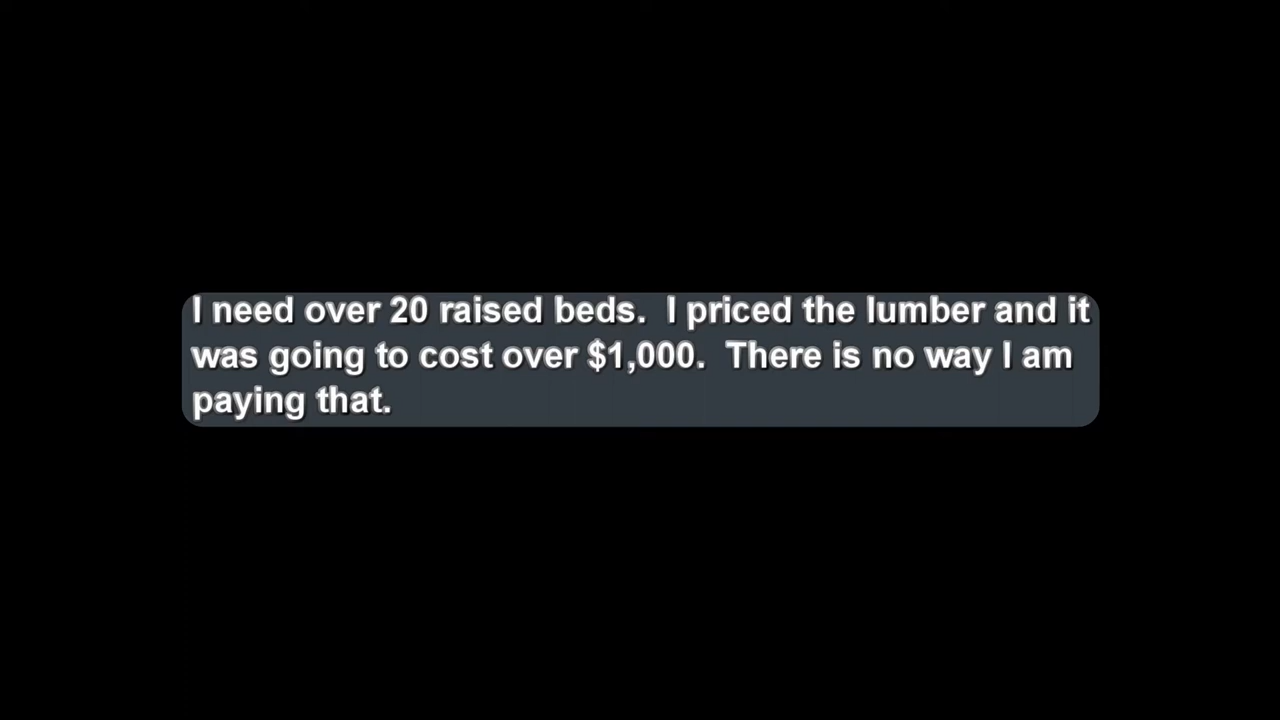 I need over 20 raised beds.  I priced the lumber and it
was going to cost over $1,000.  There is no way I am
paying that.